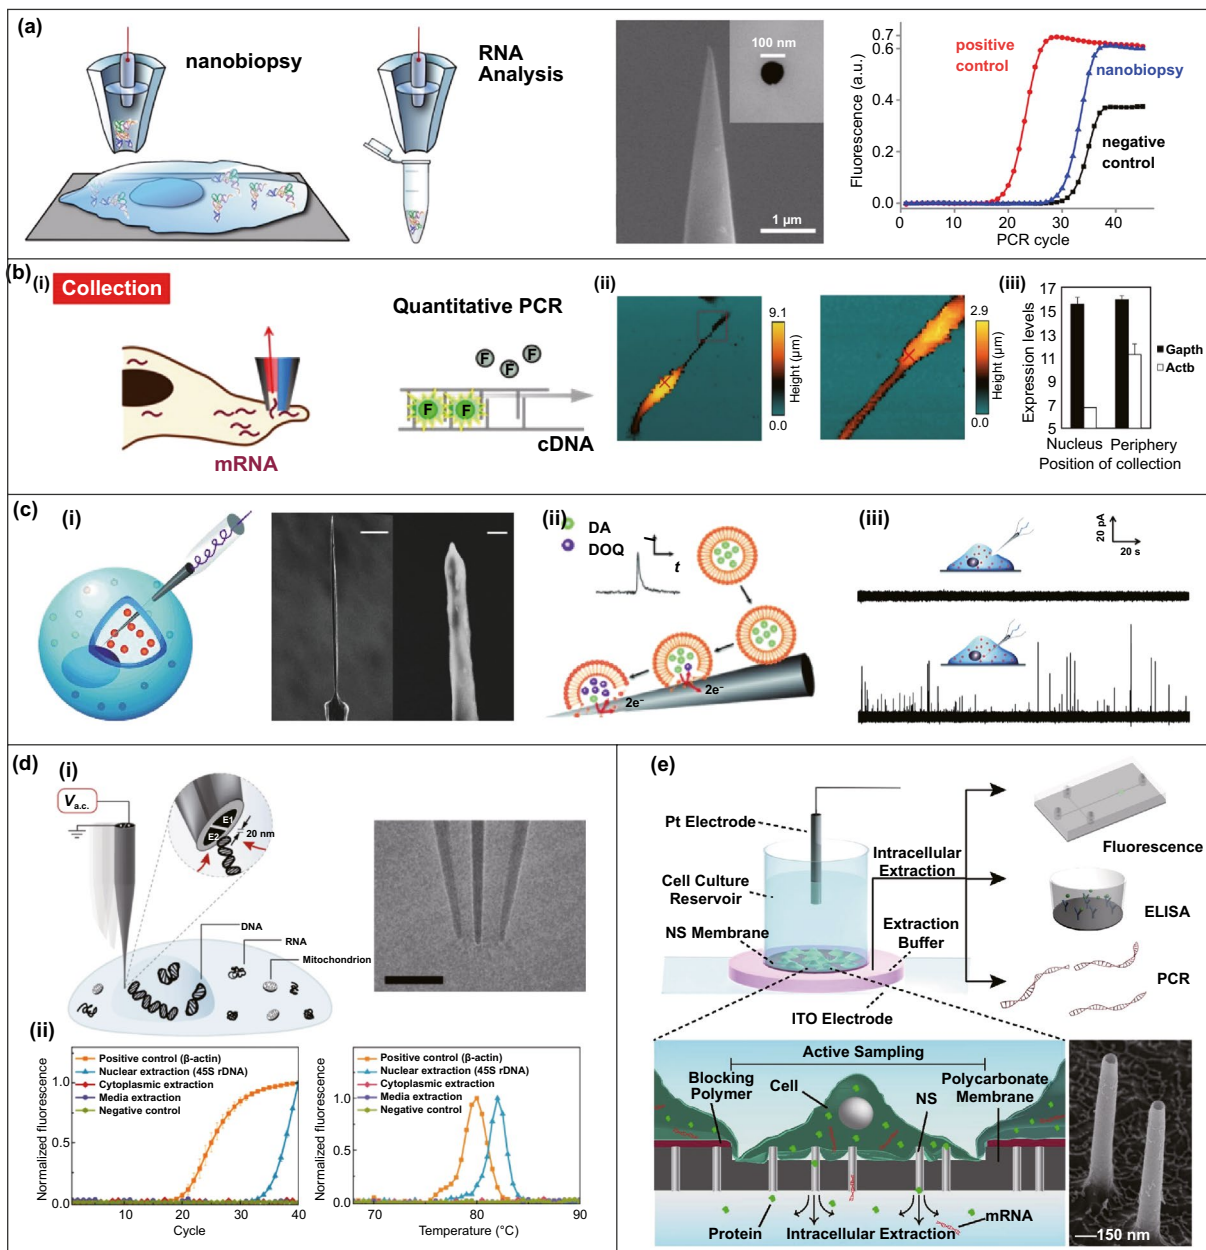 (a)
nanobiopsy
RNA
Analysis
100 nm
1 µm
Fluorescence (a.u.)
0.7
0.6
0.4
0.2
0.0
positive
control
nanobiopsy
negative
control
0
10
20
30
40
PCR cycle
(b)
(i)
Collection
mRNA
Quantitative PCR
F
F
F
F
F
cDNA
(ii)
9.1
Height (µm)
0.0
2.9
Height (µm)
0.0
(iii)
Expression levels
17
15
13
11
9
7
5
Gapth
Actb
Nucleus
Periphery
Position of collection
(c)
(i)
(ii)
DA
DOQ
t
2e⁻
2e⁻
(iii)
20 pA
20 s
(d)
(i)
Va.c.
E1
E2
20 nm
DNA
RNA
Mitochondrion
(ii)
Normalized fluorescence
1.0
0.5
0.0
Positive control (β-actin)
Nuclear extraction (45S rDNA)
Cytoplasmic extraction
Media extraction
Negative control
10
20
30
40
Cycle
Normalized fluorescence
1.0
0.5
0
Positive control (β-actin)
Nuclear extraction (45S rDNA)
Cytoplasmic extraction
Media extraction
Negative control
70
80
90
Temperature (°C)
(e)
Pt Electrode
Cell Culture
Reservoir
NS Membrane
Intracellular
Extraction
Extraction
Buffer
ITO Electrode
Fluorescence
ELISA
PCR
Active Sampling
Blocking
Polymer
Cell
NS
Polycarbonate
Membrane
Protein
Intracellular Extraction
mRNA
150 nm